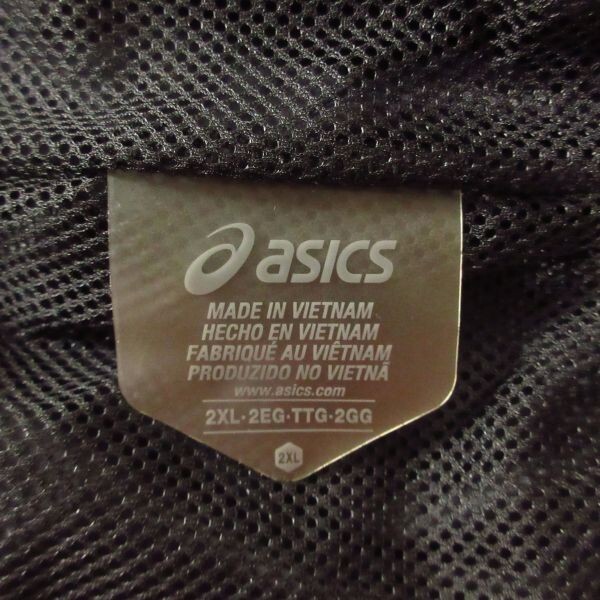 asics
MADE IN VIETNAM
HECHO EN VIETNAM
FABRIQUÉ AU VIÊTNAM
PRODUZIDO NO VIETNÃ
www.asics.com
2XL·2EG·TTG·2GG
2XL